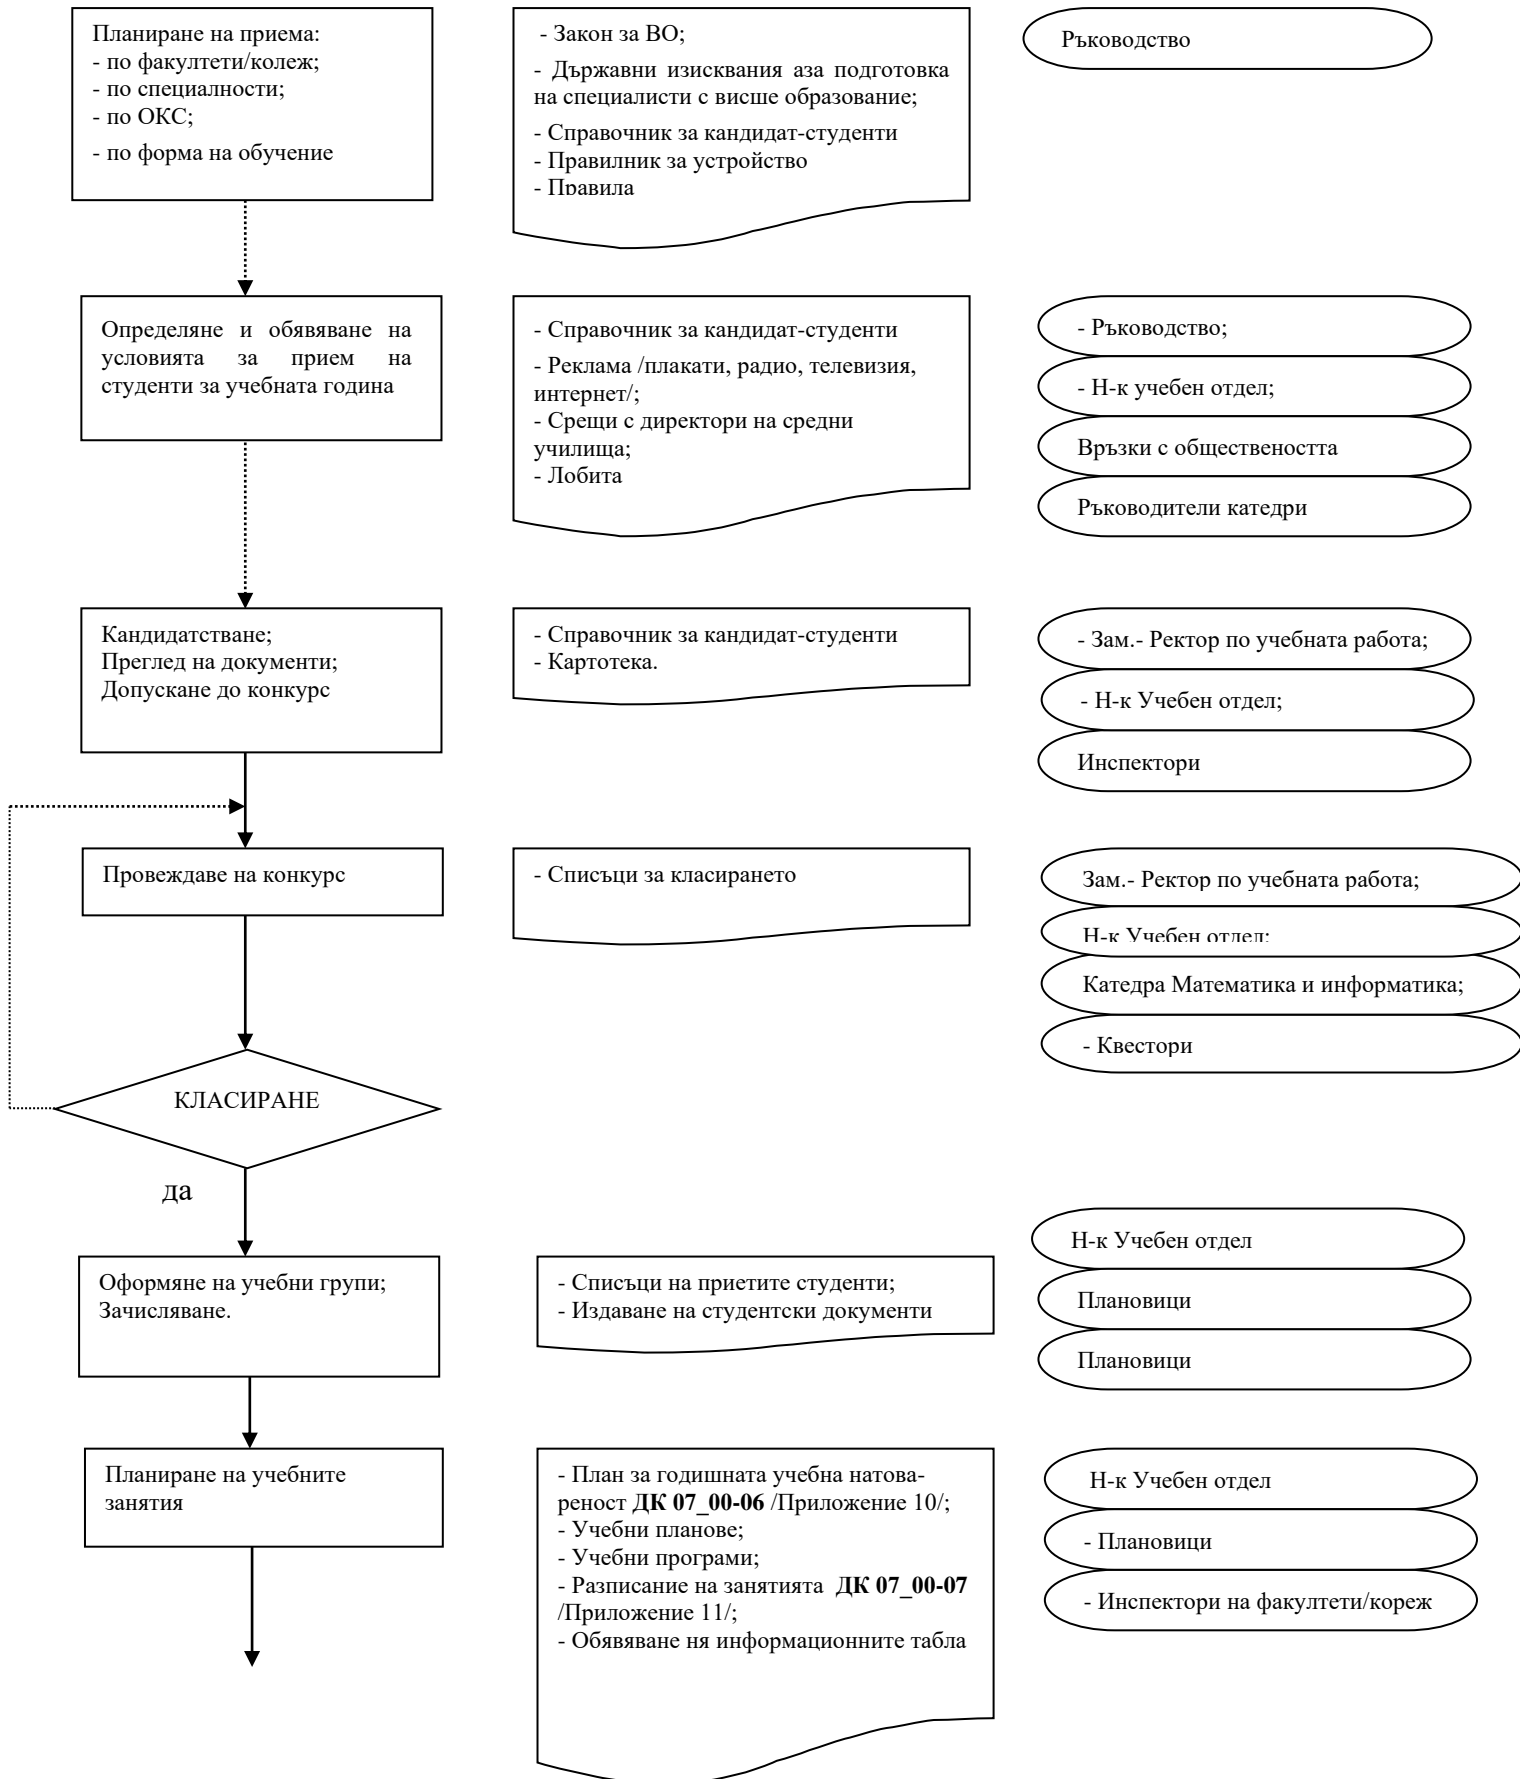 Планиране на приема:
- по факултети/колеж;
- по специалности;
- по ОКС;
- по форма на обучение
- Закон за ВО;
- Държавни изисквания аза подготовка
на специалисти с висше образование;
- Справочник за кандидат-студенти
- Правилник за устройство
- Правила
Ръководство
Определяне и обявяване на
условията за прием на
студенти за учебната година
- Справочник за кандидат-студенти
- Реклама /плакати, радио, телевизия,
интернет/;
- Срещи с директори на средни
училища;
- Лобита
- Ръководство;
- Н-к учебен отдел;
Връзки с обществеността
Ръководители катедри
Кандидатстване;
Преглед на документи;
Допускане до конкурс
- Справочник за кандидат-студенти
- Картотека.
- Зам.- Ректор по учебната работа;
- Н-к Учебен отдел;
Инспектори
Провеждаве на конкурс
- Списъци за класирането
Зам.- Ректор по учебната работа;
Н-к Учебен отдел;
Катедра Математика и информатика;
- Квестори
КЛАСИРАНЕ
да
Оформяне на учебни групи;
Зачисляване.
- Списъци на приетите студенти;
- Издаване на студентски документи
Н-к Учебен отдел
Плановици
Плановици
Планиране на учебните
занятия
- План за годишната учебна натова-
реност ДК 07_00-06 /Приложение 10/;
- Учебни планове;
- Учебни програми;
- Разписание на занятията ДК 07_00-07
/Приложение 11/;
- Обявяване ня информационните табла
Н-к Учебен отдел
- Плановици
- Инспектори на факултети/кореж